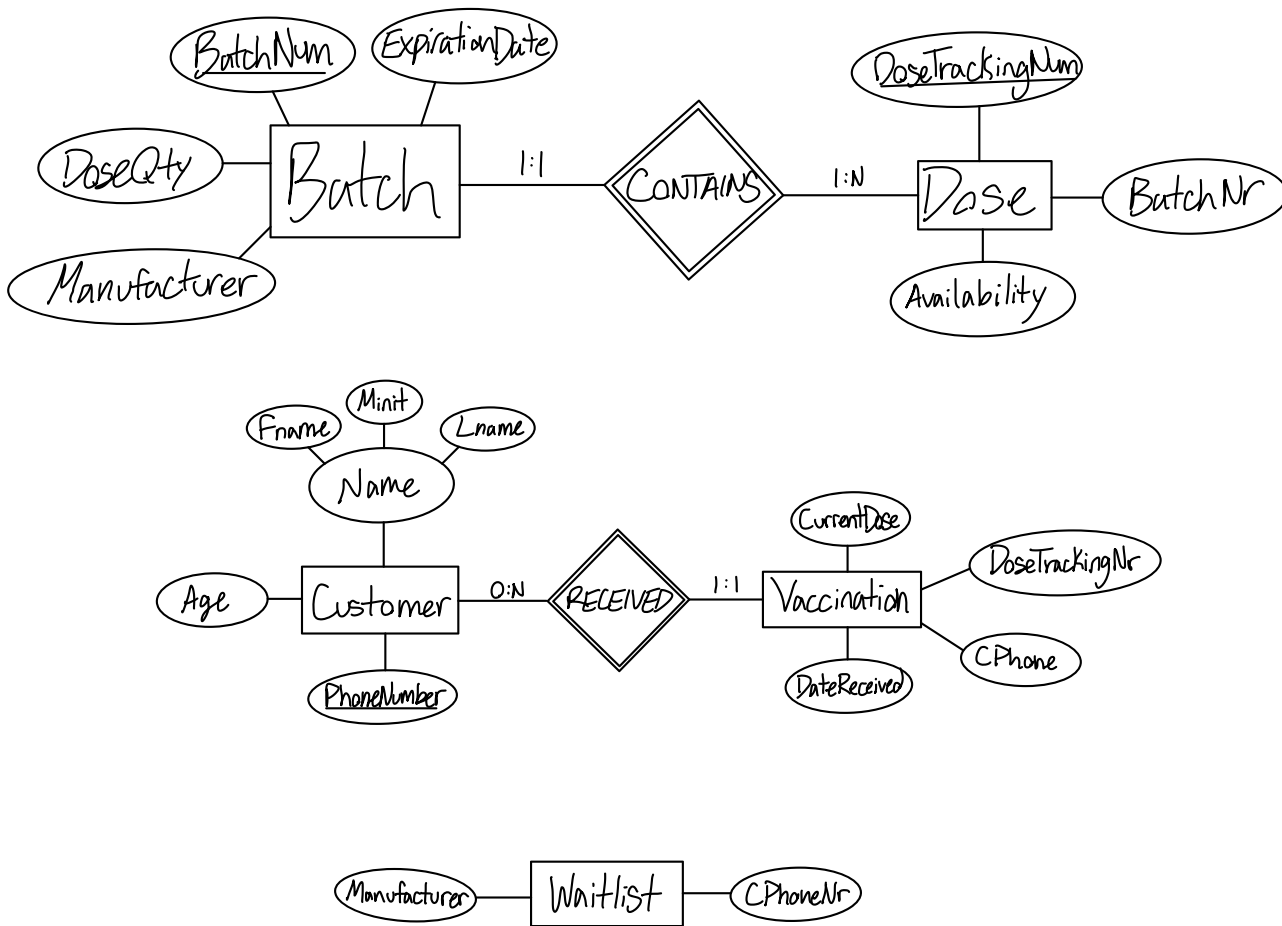 BatchNum
ExpirationDate
DoseQty
Batch
Manufacturer
1:1
CONTAINS
1:N
DoseTrackingNum
Dose
BatchNr
Availability
Fname
Minit
Lname
Name
Age
Customer
PhoneNumber
0:N
RECEIVED
1:1
CurrentDose
Vaccination
DoseTrackingNr
CPhone
DateReceived
Manufacturer
Waitlist
CPhoneNr